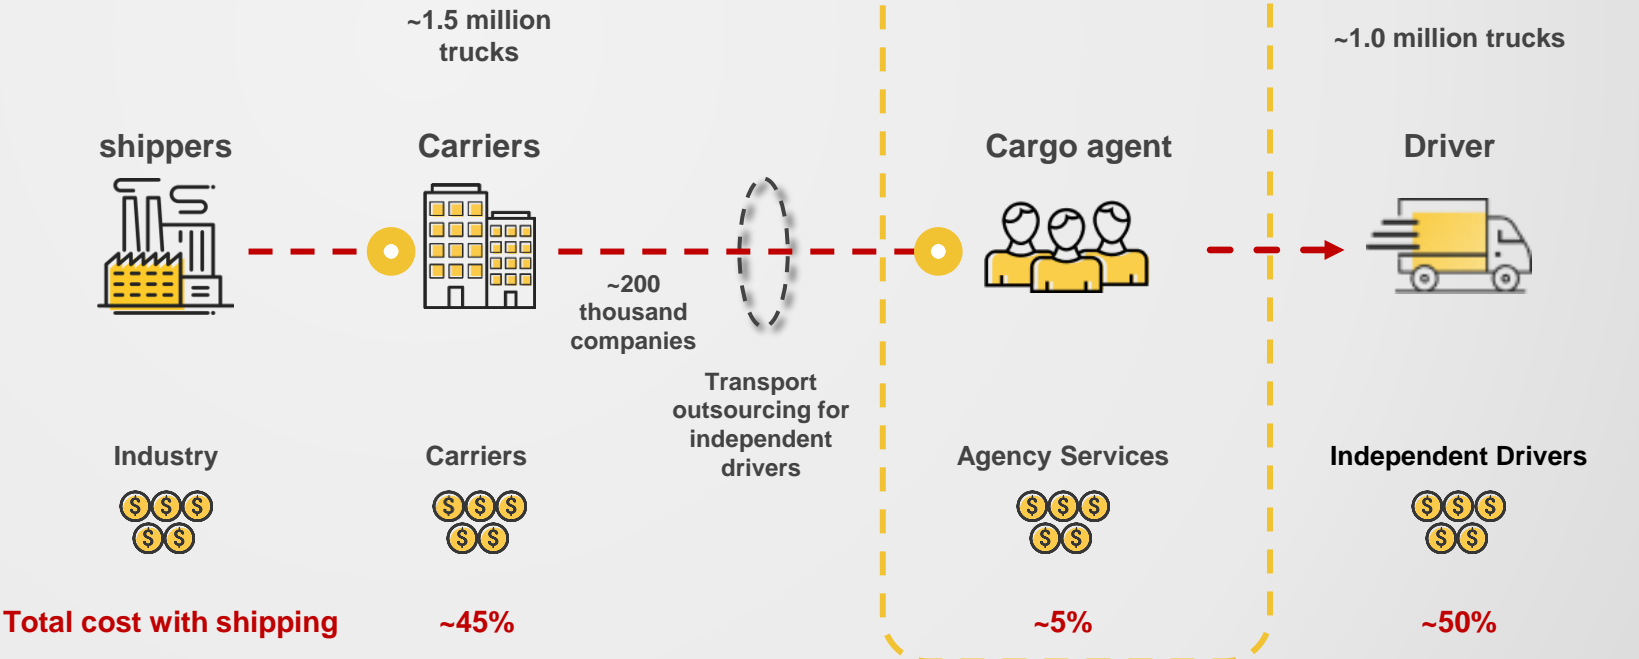 ~1.5 million
trucks
~1.0 million trucks
shippers
Carriers
Cargo agent
Driver
~200
thousand
companies
Transport
outsourcing for
independent
drivers
Industry
Carriers
Agency Services
Independent Drivers
$ $ $
$ $
$ $ $
$ $
$ $ $
$ $
$ $ $
$ $
Total cost with shipping
~45%
~5%
~50%